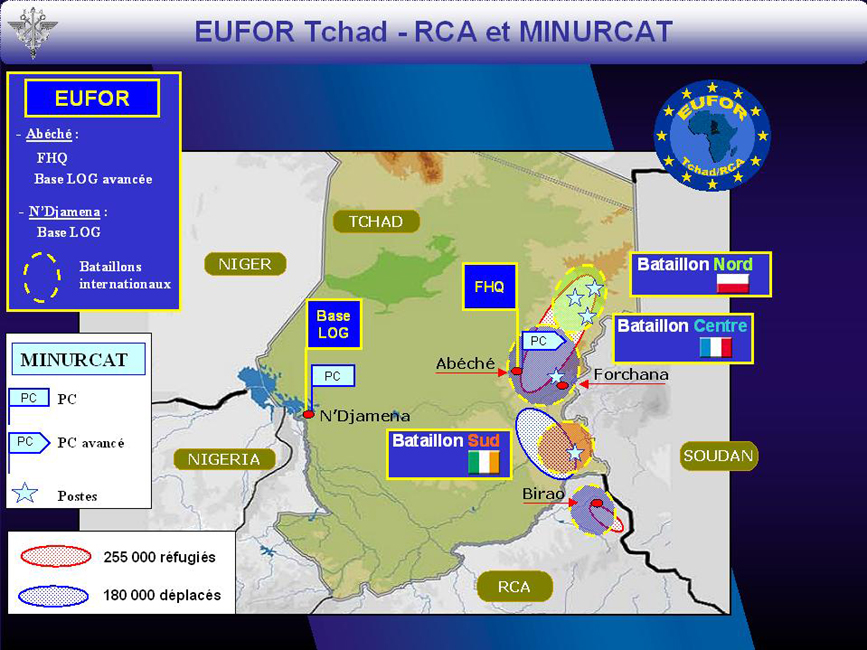 EUFOR Tchad - RCA et MINURCAT
EUFOR
- Abéché :
FHQ
Base LOG avancée
- N'Djamena :
Base LOG
Bataillons
internationaux
MINURCAT
PC
PC
PC
PC avancé
Postes
255 000 réfugiés
180 000 déplacés
EUFOR
Tchad/RCA
TCHAD
NIGER
Base
LOG
PC
N'Djamena
NIGERIA
FHQ
PC
Abéché
Forchana
Bataillon Nord
Bataillon Centre
Bataillon Sud
SOUDAN
Birao
RCA